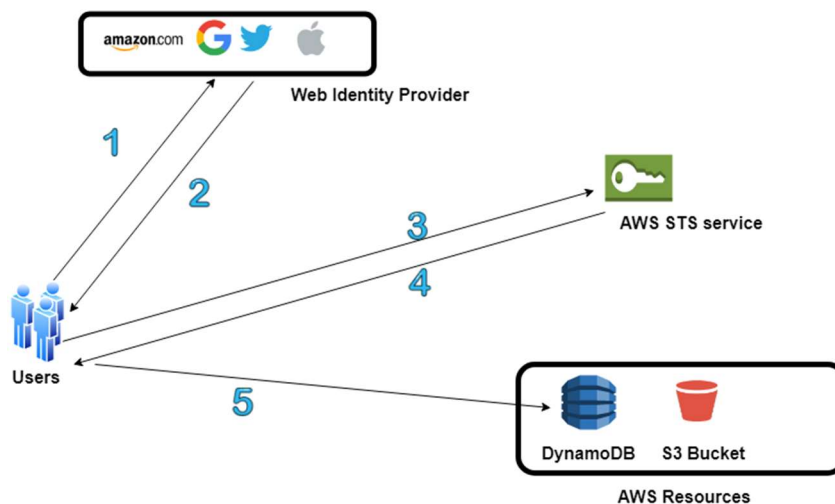 amazon.com
Web Identity Provider
1
2
3
AWS STS service
4
Users
5
DynamoDB S3 Bucket
AWS Resources